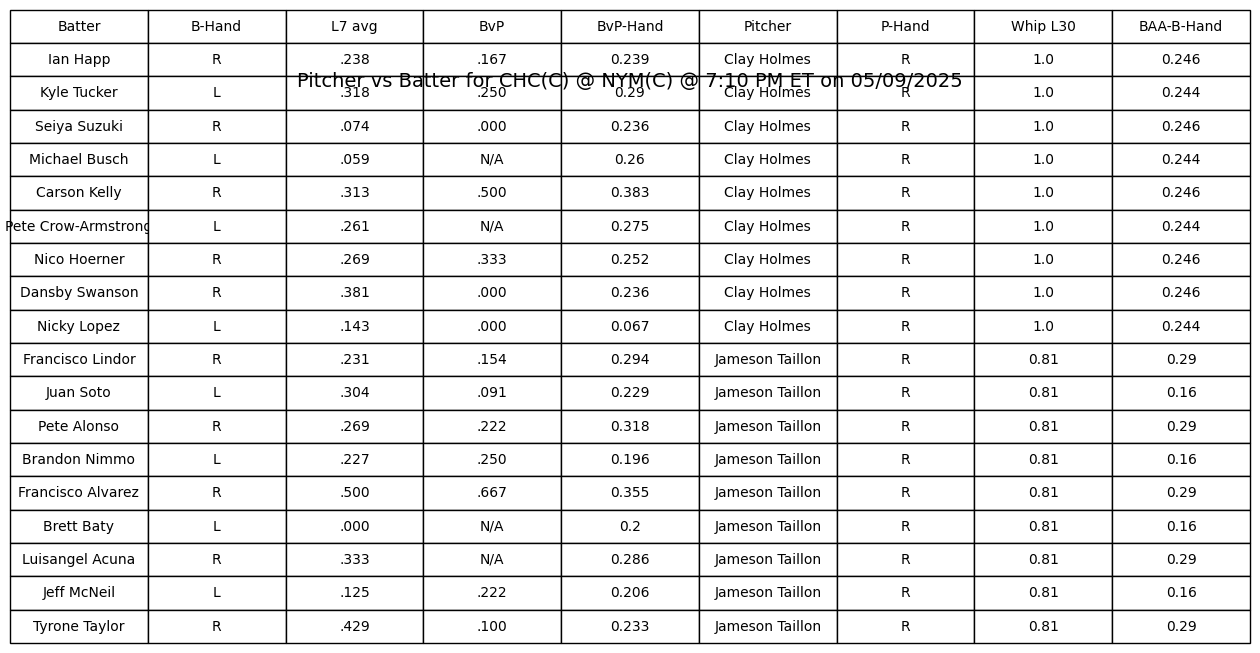 Batter B-Hand L7 avg BvP BvP-Hand Pitcher P-Hand Whip L30 BAA-B-Hand
Ian Happ R .238 .167 0.239 Clay Holmes R 1.0 0.246
Pitcher vs Batter for CHC(C) @ NYM(C) @ 7:10 PM ET on 05/09/2025
Kyle Tucker L .318 .250 0.29 Clay Holmes R 1.0 0.244
Seiya Suzuki R .074 .000 0.236 Clay Holmes R 1.0 0.246
Michael Busch L .059 N/A 0.26 Clay Holmes R 1.0 0.244
Carson Kelly R .313 .500 0.383 Clay Holmes R 1.0 0.246
Pete Crow-Armstrong L .261 N/A 0.275 Clay Holmes R 1.0 0.244
Nico Hoerner R .269 .333 0.252 Clay Holmes R 1.0 0.246
Dansby Swanson R .381 .000 0.236 Clay Holmes R 1.0 0.246
Nicky Lopez L .143 .000 0.067 Clay Holmes R 1.0 0.244
Francisco Lindor R .231 .154 0.294 Jameson Taillon R 0.81 0.29
Juan Soto L .304 .091 0.229 Jameson Taillon R 0.81 0.16
Pete Alonso R .269 .222 0.318 Jameson Taillon R 0.81 0.29
Brandon Nimmo L .227 .250 0.196 Jameson Taillon R 0.81 0.16
Francisco Alvarez R .500 .667 0.355 Jameson Taillon R 0.81 0.29
Brett Baty L .000 N/A 0.2 Jameson Taillon R 0.81 0.16
Luisangel Acuna R .333 N/A 0.286 Jameson Taillon R 0.81 0.29
Jeff McNeil L .125 .222 0.206 Jameson Taillon R 0.81 0.16
Tyrone Taylor R .429 .100 0.233 Jameson Taillon R 0.81 0.29